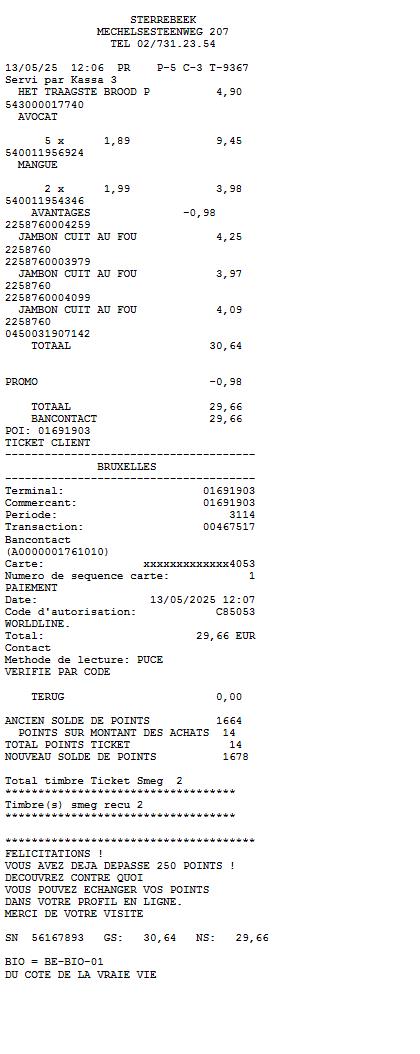 STERREBEEK
MECHELSESTEENWEG 207
TEL 02/731.23.54
13/05/25 12:06 PR P-5 C-3 T-9367
Servi par Kassa 3
HET TRAAGSTE BROOD P 4,90
543000017740
AVOCAT
5 x 1,89 9,45
540011956924
MANGUE
2 x 1,99 3,98
540011954346
AVANTAGES -0,98
2258760004259
JAMBON CUIT AU FOU 4,25
2258760
2258760003979
JAMBON CUIT AU FOU 3,97
2258760
2258760004099
JAMBON CUIT AU FOU 4,09
2258760
0450031907142
TOTAAL 30,64
PROMO -0,98
TOTAAL 29,66
BANCONTACT 29,66
POI: 01691903
TICKET CLIENT
--------------------------------------
BRUXELLES
--------------------------------------
Terminal: 01691903
Commercant: 01691903
Periode: 3114
Transaction: 00467517
Bancontact
(A0000001761010)
Carte: xxxxxxxxxxxxx4053
Numero de sequence carte: 1
PAIEMENT
Date: 13/05/2025 12:07
Code d'autorisation: C85053
WORLDLINE.
Total: 29,66 EUR
Contact
Methode de lecture: PUCE
VERIFIE PAR CODE
TERUG 0,00
ANCIEN SOLDE DE POINTS 1664
POINTS SUR MONTANT DES ACHATS 14
TOTAL POINTS TICKET 14
NOUVEAU SOLDE DE POINTS 1678
Total timbre Ticket Smeg 2
***********************************
Timbre(s) smeg recu 2
***********************************
**************************************
FELICITATIONS !
VOUS AVEZ DEJA DEPASSE 250 POINTS !
DECOUVREZ CONTRE QUOI
VOUS POUVEZ ECHANGER VOS POINTS
DANS VOTRE PROFIL EN LIGNE.
MERCI DE VOTRE VISITE
SN 56167893 GS: 30,64 NS: 29,66
BIO = BE-BIO-01
DU COTE DE LA VRAIE VIE